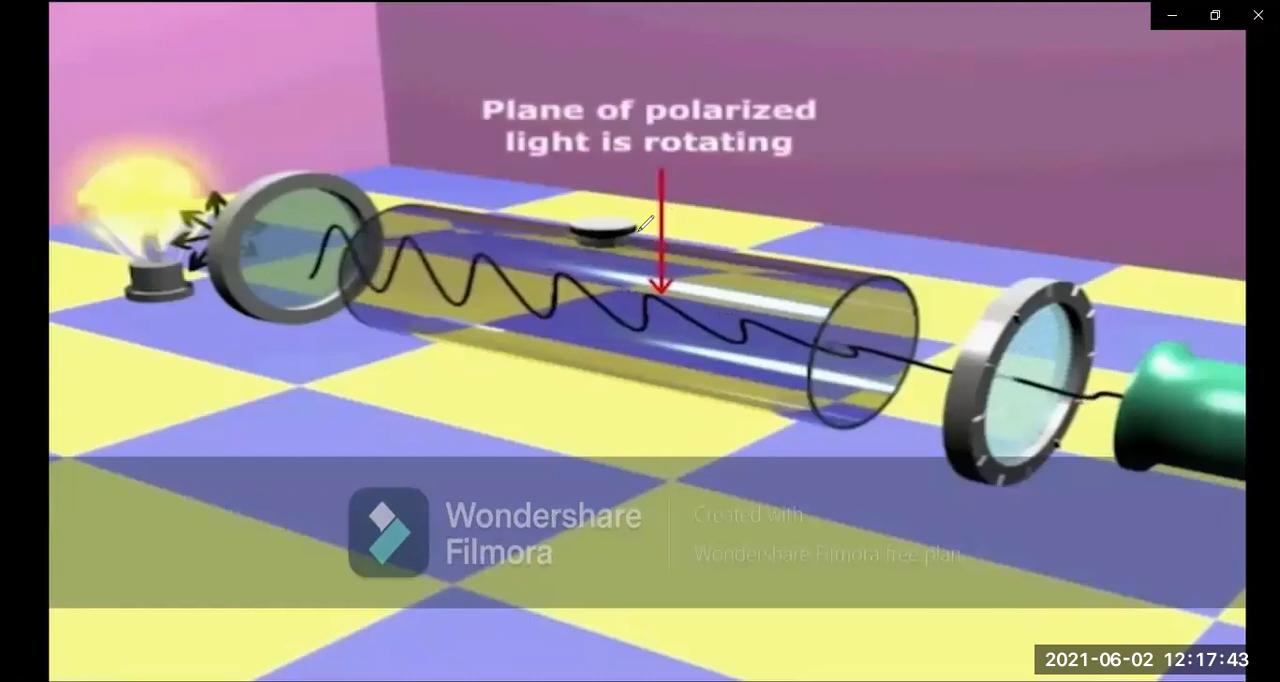 Plane of polarized
light is rotating
Wondershare
Filmora
Created with
Wondershare Filmora free plan
2021-06-02 12:17:43